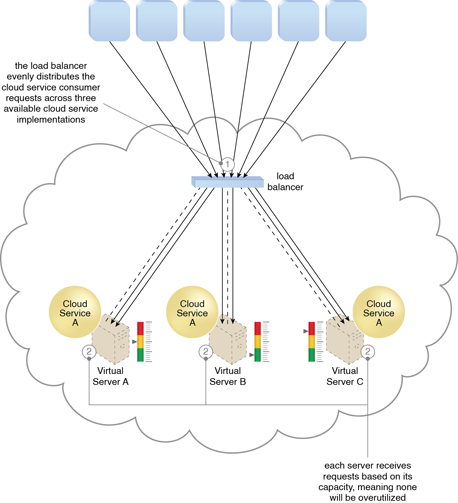 the load balancer
evenly distributes the
cloud service consumer
requests across three
available cloud service
implementations
1
load
balancer
Cloud
Service
A
Cloud
Service
A
Cloud
Service
A
2
2
2
Virtual
Server A
Virtual
Server B
Virtual
Server C
each server receives
requests based on its
capacity, meaning none
will be overutilized